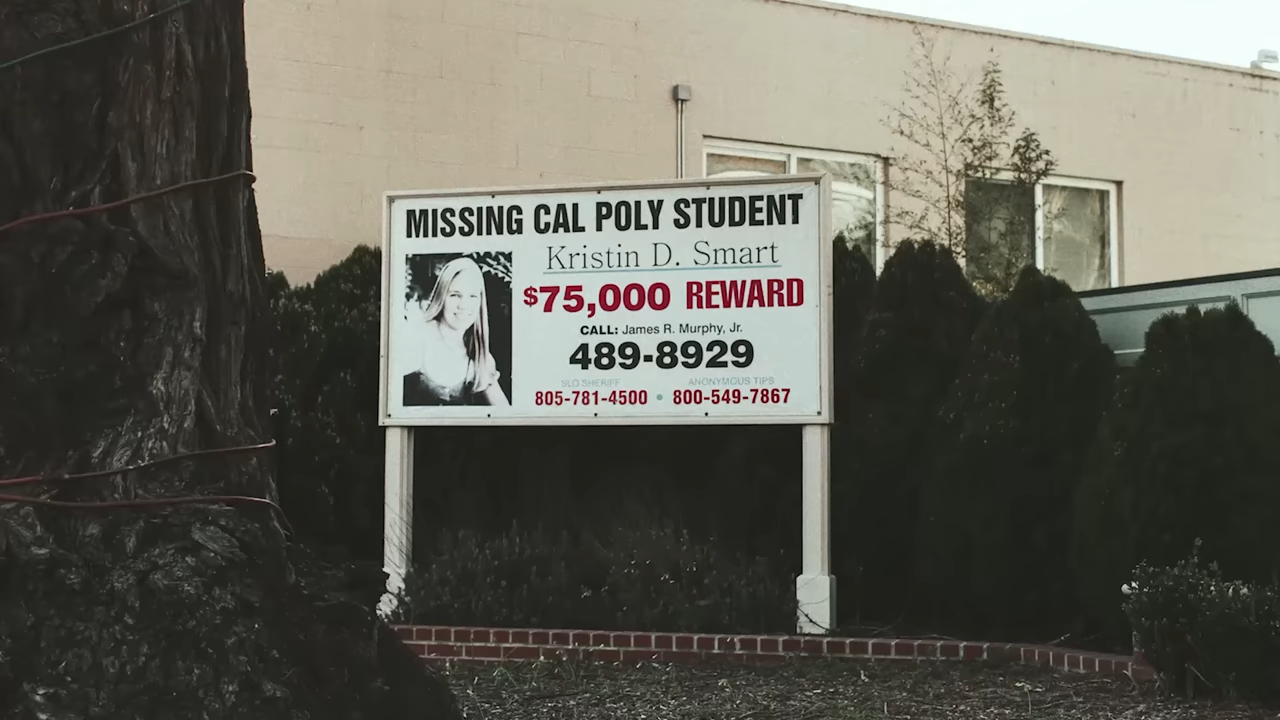 MISSING CAL POLY STUDENT
Kristin D. Smart
$75,000 REWARD
CALL: James R. Murphy, Jr.
489-8929
SLO SHERIFF ANONYMOUS TIPS
805-781-4500 • 800-549-7867